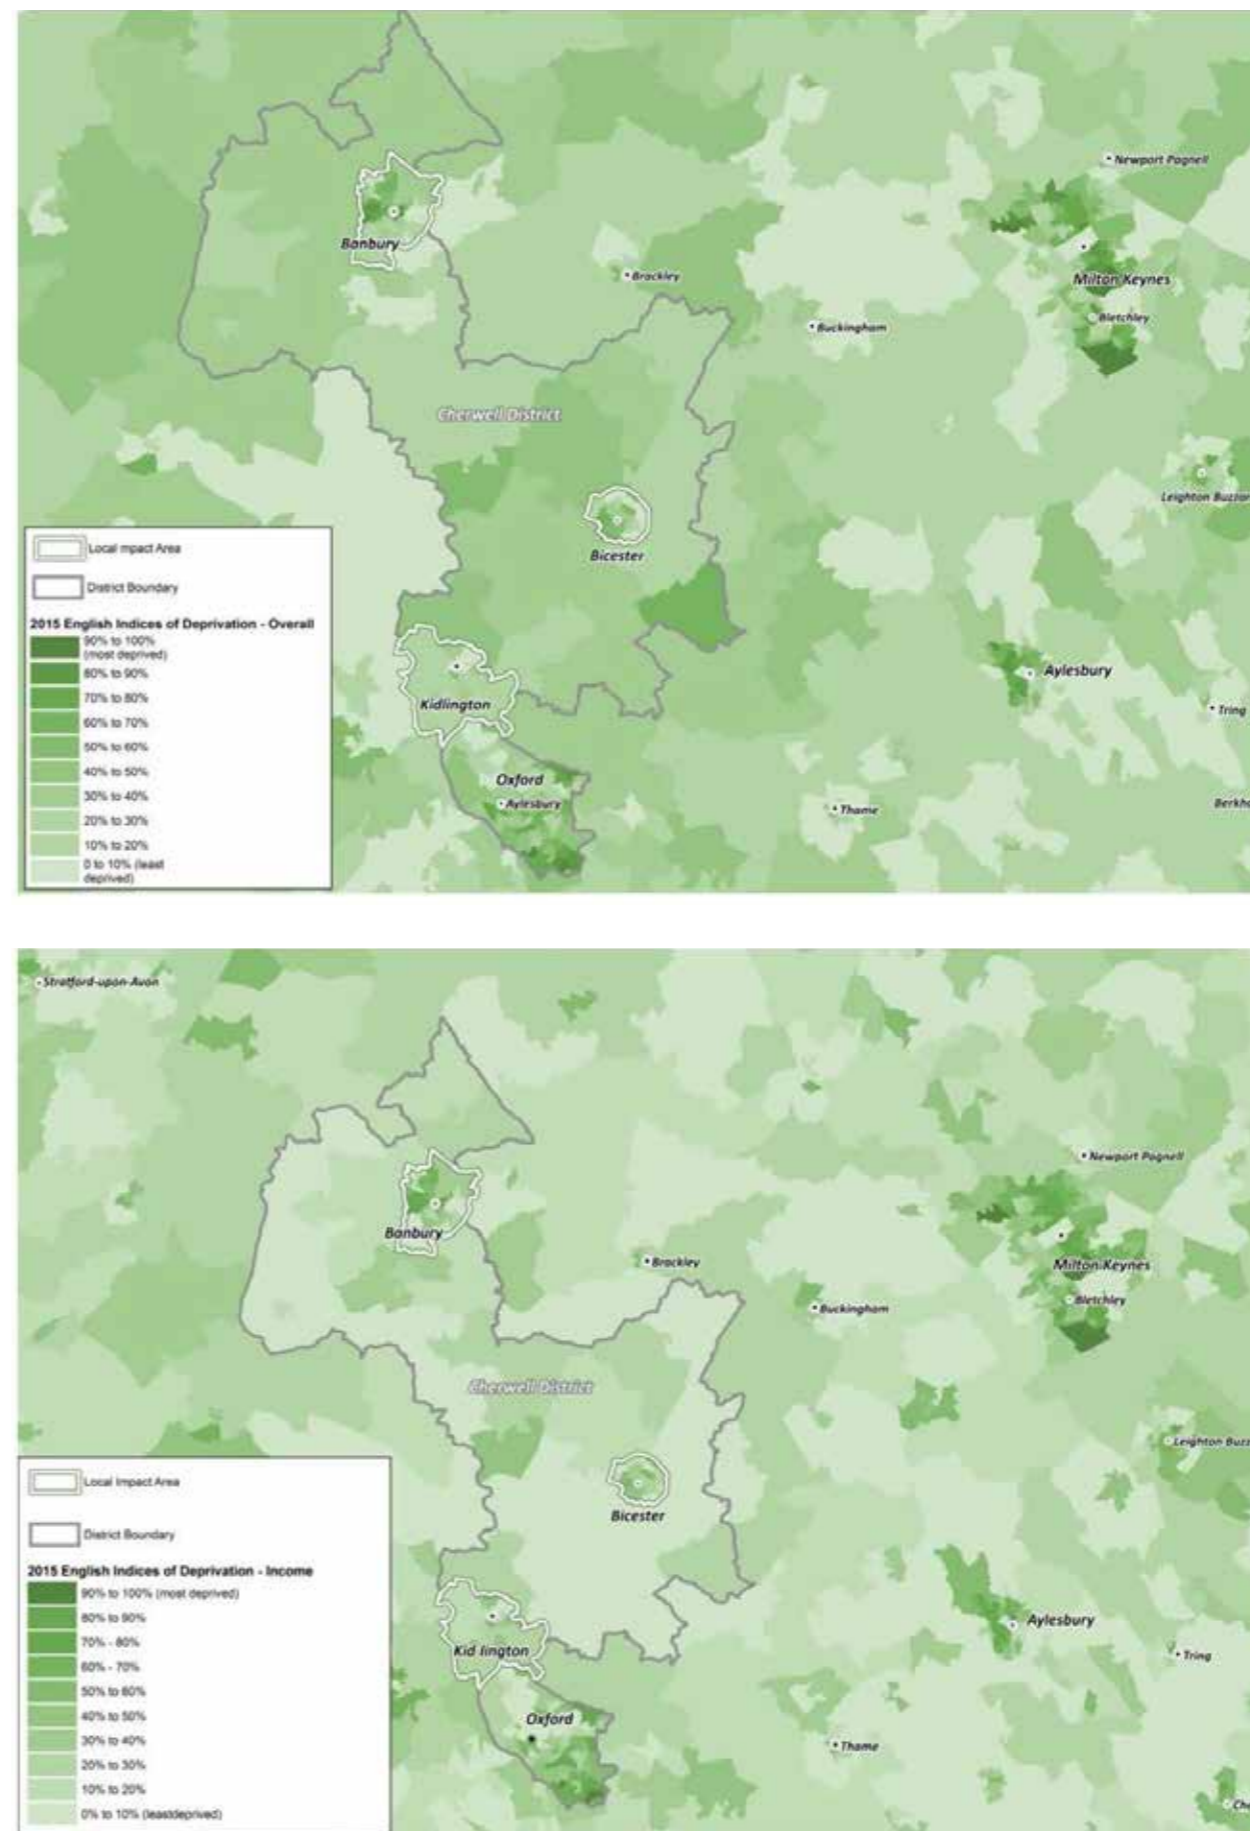 Newport Pagnell
Banbury
Brackley
Milton Keynes
Bletchley
Buckingham
Cherwell District
Leighton Buzzar
Bicester
Local mpact Area
District Boundary
2015 English Indices of Deprivation - Overall
90% to 100%
(most deprived)
80% to 90%
70% to 80%
60% to 70%
50% to 60%
40% to 50%
30% to 40%
20% to 30%
10% to 20%
0 to 10% (least
deprived)
Aylesbury
Kidlington
Tring
Oxford
Aylesbury
Thame
Berkha
Stratford-upon-Avon
Newport Pagnell
Banbury
Brackley
Milton Keynes
Bletchley
Buckingham
Cherwell District
Leighton Buzz
Bicester
Local Impact Area
District Boundary
2015 English Indices of Deprivation - Income
90% to 100% (most deprived)
80% to 90%
70% - 80%
60% - 70%
50% to 60%
40% to 50%
30% to 40%
20% to 30%
10% to 20%
0% to 10% (leastdeprived)
Aylesbury
Kid lington
Tring
Oxford
Thame
Che